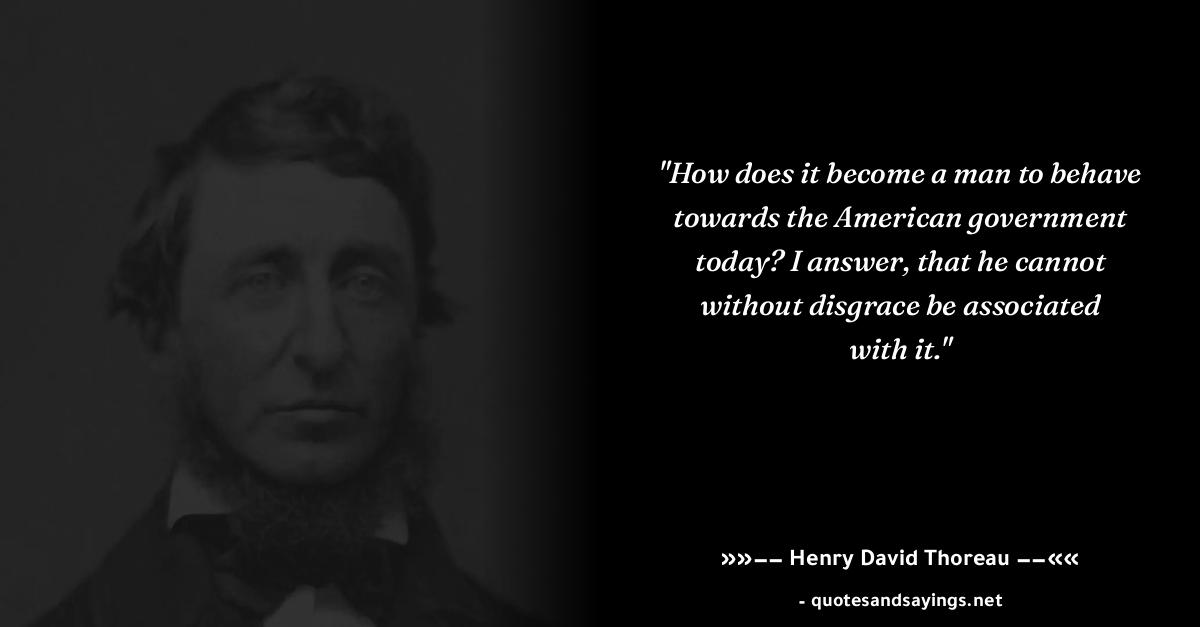 "How does it become a man to behave
towards the American government
today? I answer, that he cannot
without disgrace be associated
with it."
»»−− Henry David Thoreau −−««
- quotesandsayings.net